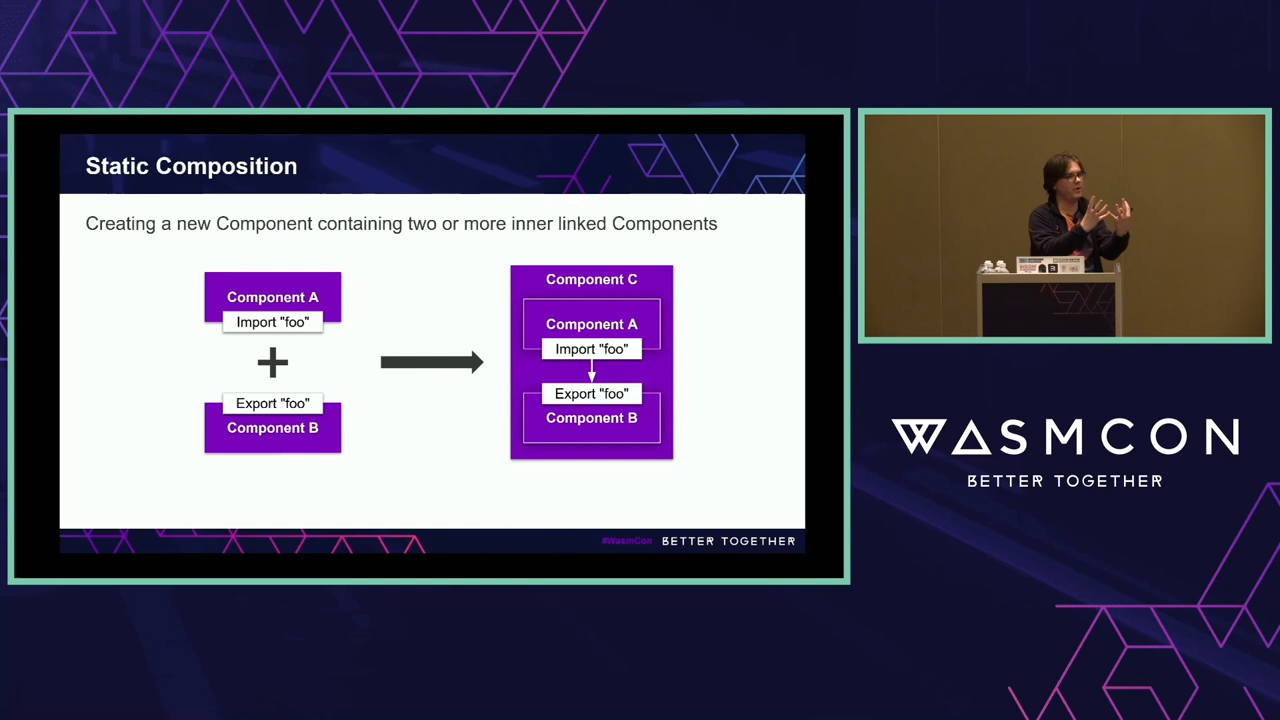 Static Composition
Creating a new Component containing two or more inner linked Components
Component A
Import "foo"
+
Export "foo"
Component B
Component C
Component A
Import "foo"
Export "foo"
Component B
#WasmCon BETTER TOGETHER
WASMCON
BETTER TOGETHER